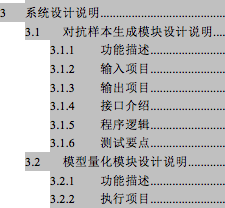 3 系统设计说明......
3.1 对抗样本生成模块设计说明....
3.1.1 功能描述......
3.1.2 输入项目......
3.1.3 输出项目......
3.1.4 接口介绍......
3.1.5 程序逻辑......
3.1.6 测试要点......
3.2 模型量化模块设计说明......
3.2.1 功能描述......
3.2.2 执行项目......